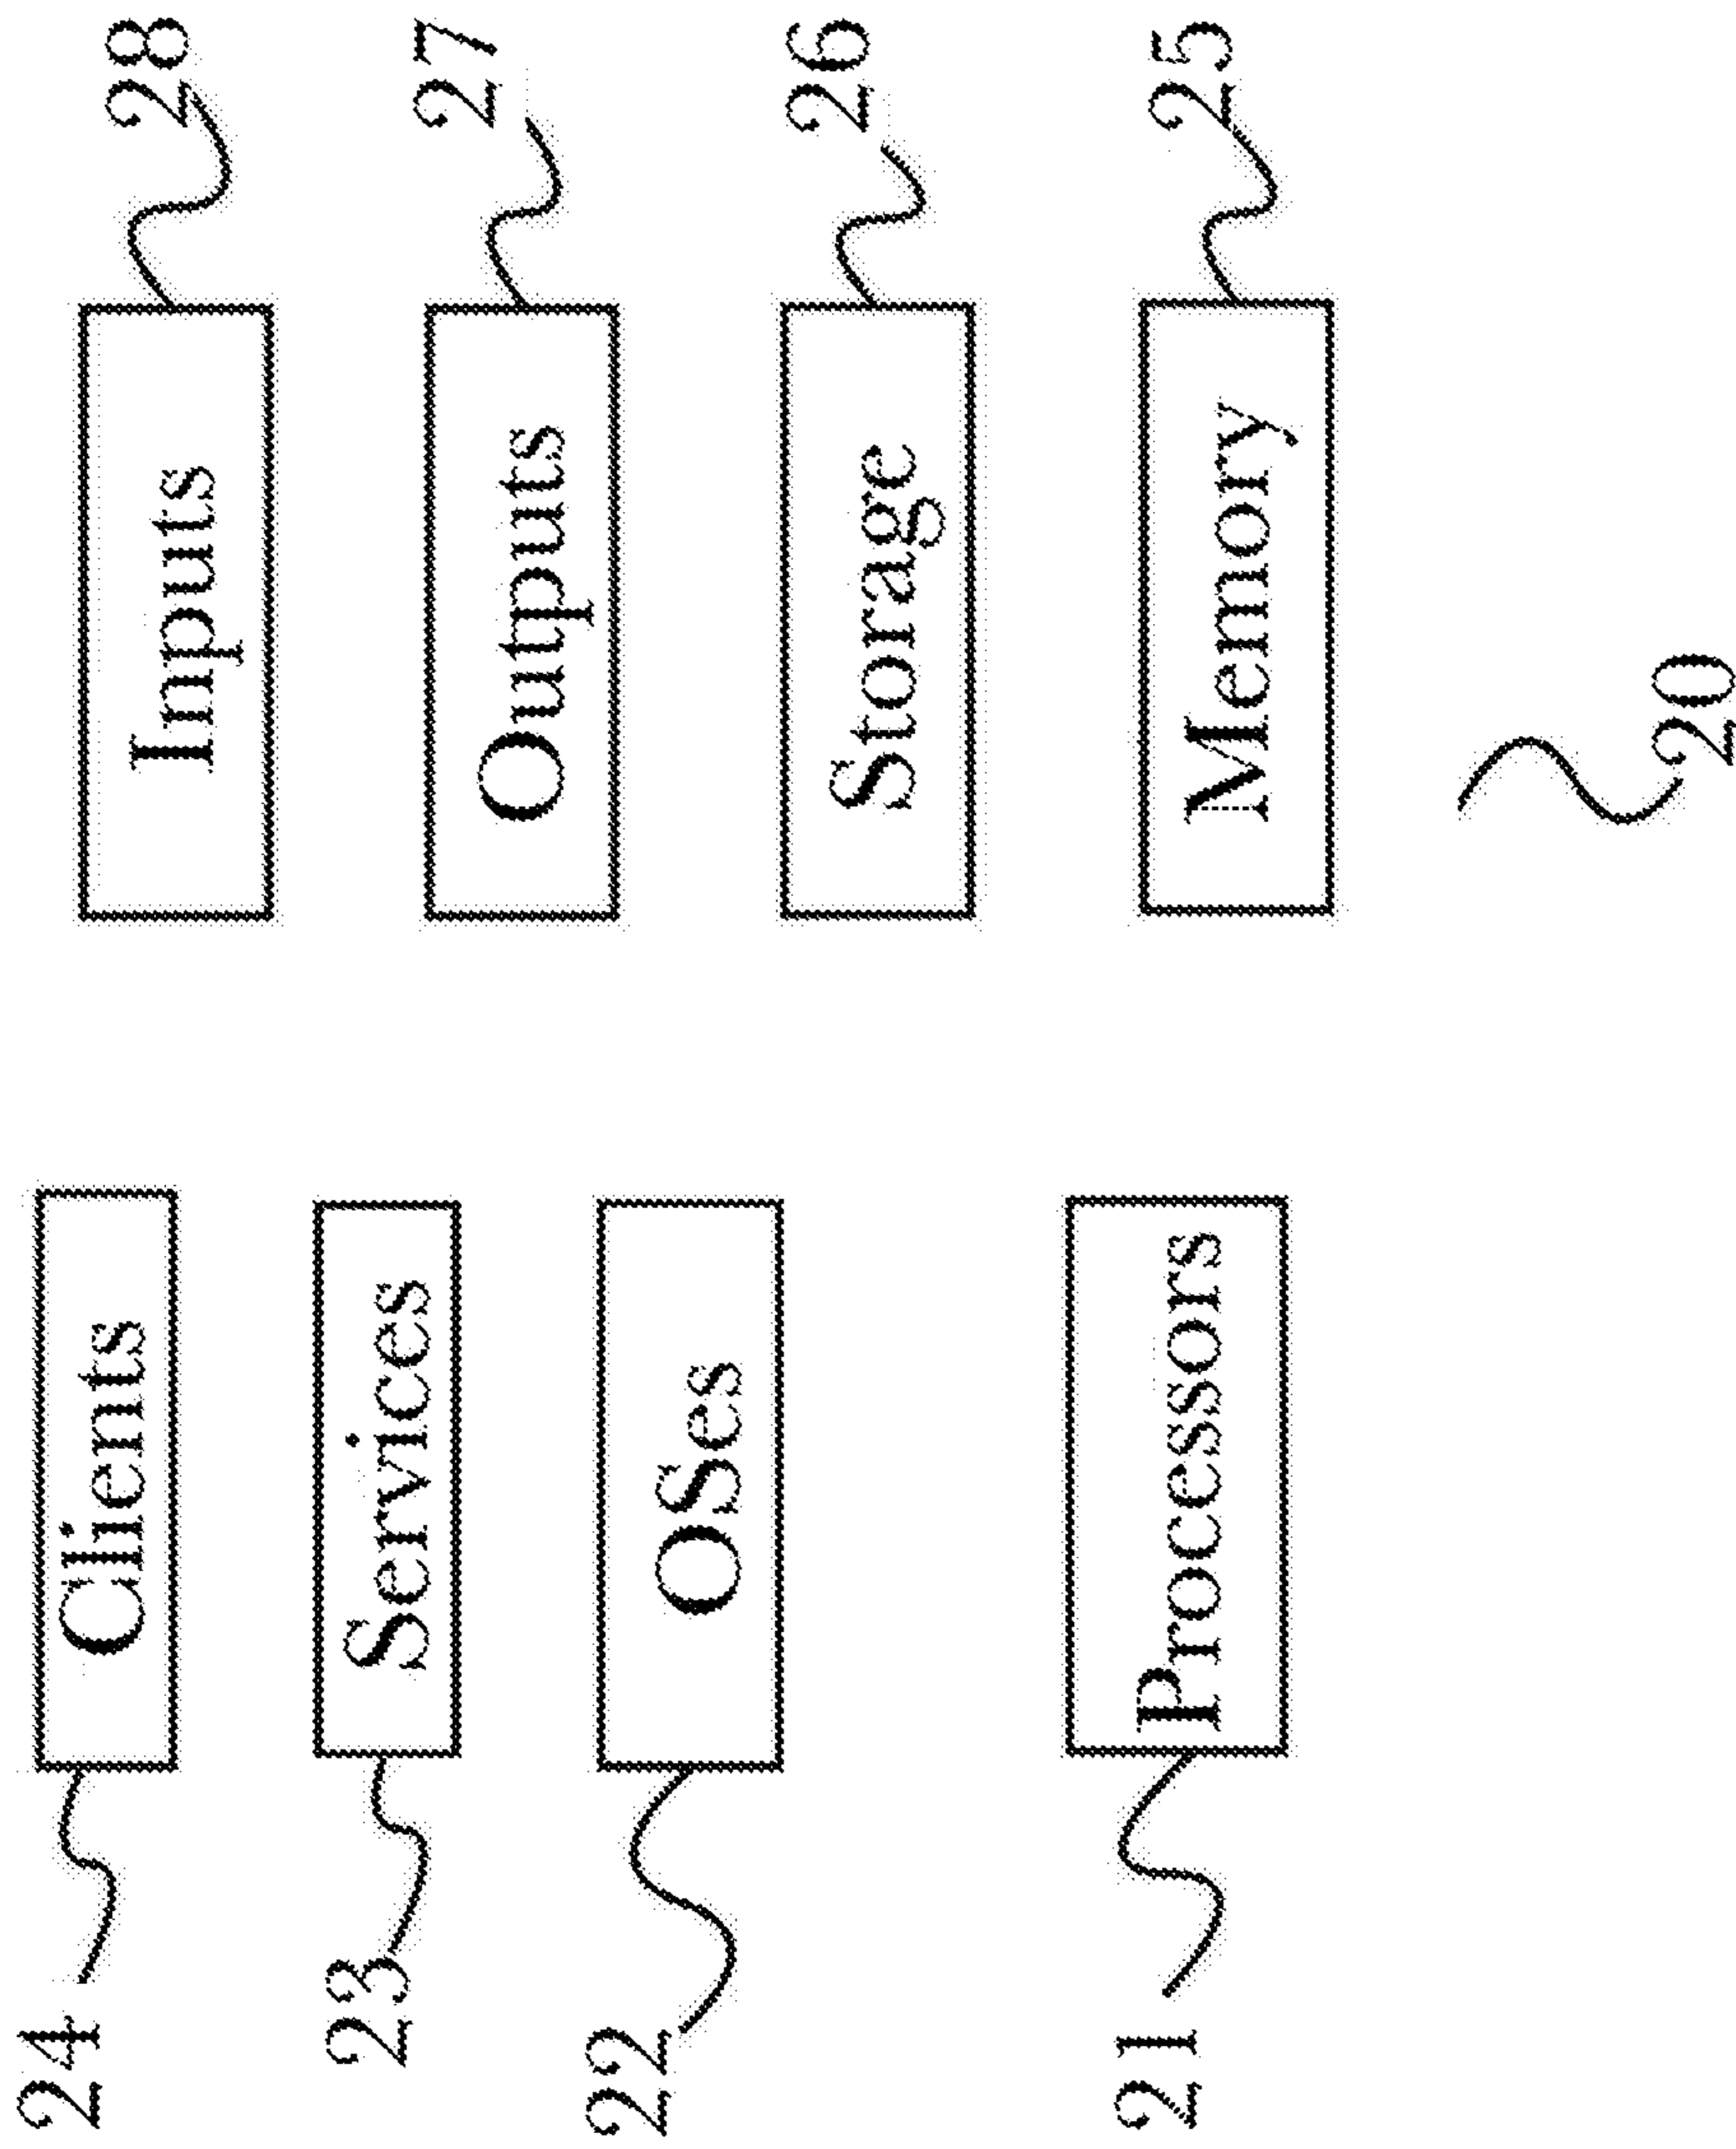 24
Clients
Inputs
28
23
Services
Outputs
27
22
OSes
Storage
26
21
Processors
Memory
25
20